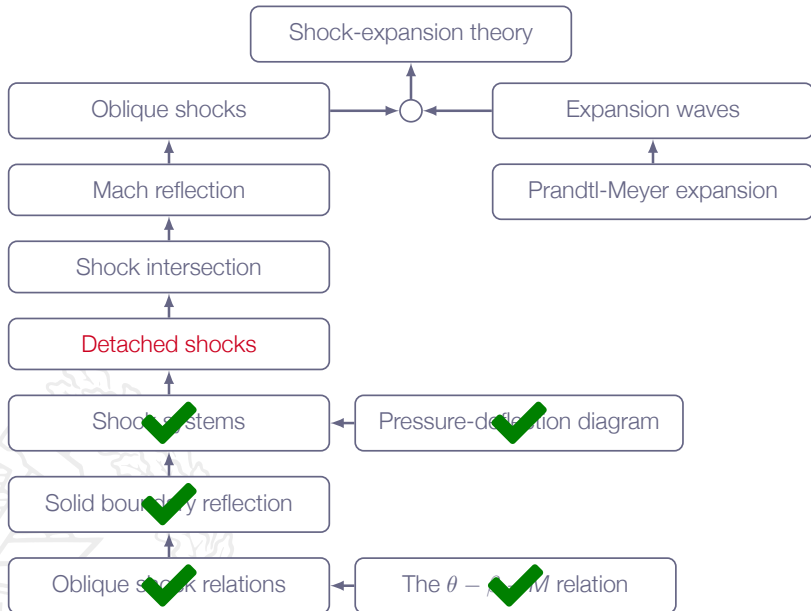 Shock-expansion theory
Oblique shocks
Expansion waves
Mach reflection
Prandtl-Meyer expansion
Shock intersection
Detached shocks
Shock systems
Pressure-deflection diagram
Solid boundary reflection
Oblique shock relations
The θ − β − M relation